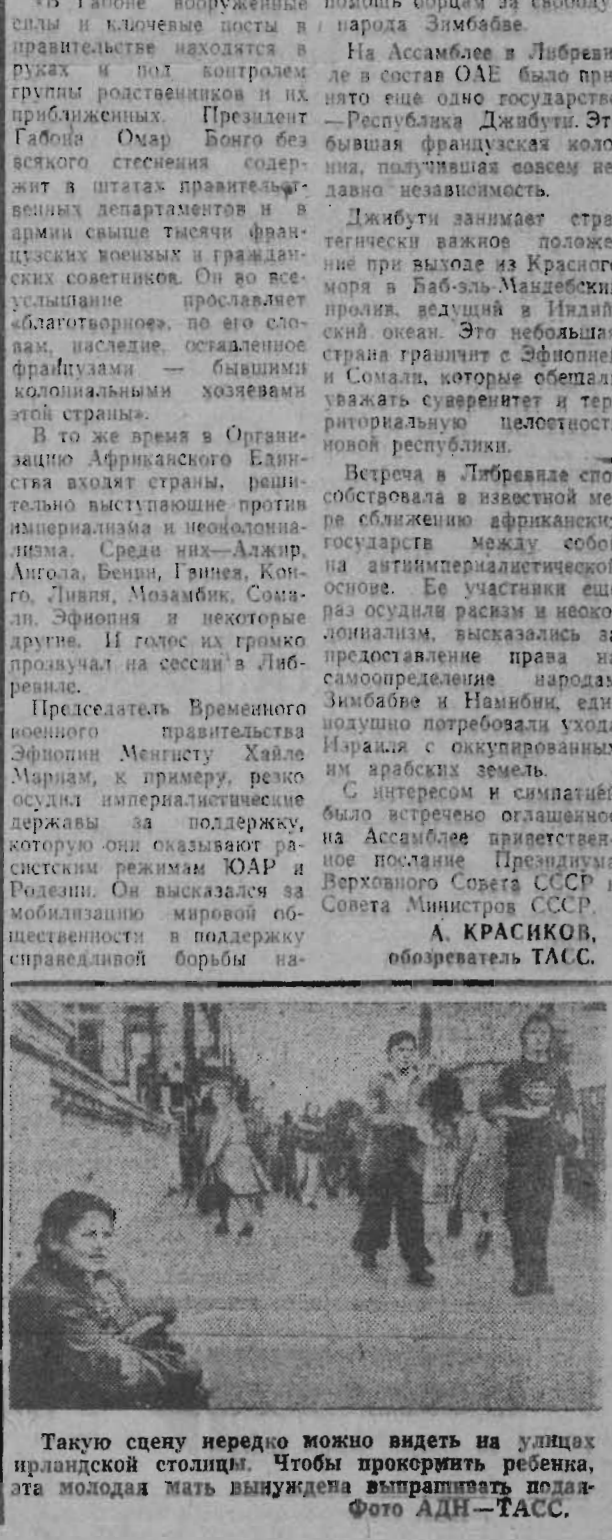 «В Габоне вооруженные
силы и ключевые посты в
правительстве находятся в
руках и под контролем
группы родственников и их
приближенных. Президент
Габона Омар Бонго без
всякого стеснения содер-
жит в штатах правительст-
венных департаментов и в
армии свыше тысячи фран-
цузских военных и граждан-
ских советников. Он во все-
услышание прославляет
«благотворное», по его сло-
вам, наследие, оставленное
французами — бывшими
колониальными хозяевами
этой страны».
В то же время в Органи-
зацию Африканского Един-
ства входят страны, реши-
тельно выступающие против
империализма и неоколониа-
лизма. Среди них—Алжир,
Ангола, Бенин, Гвинея, Кон-
го, Ливия, Мозамбик, Сома-
ли, Эфиопия и некоторые
другие. И голос их громко
прозвучал на сессии в Либ-
ревиле.
Председатель Временного
военного правительства
Эфиопии Менгисту Хайле
Мариам, к примеру, резко
осудил империалистические
державы за поддержку,
которую они оказывают ра-
систским режимам ЮАР и
Родезии. Он высказался за
мобилизацию мировой об-
щественности в поддержку
справедливой борьбы на-
помощь борцам за свободу
народа Зимбабве.
На Ассамблее в Либреви-
ле в состав ОАЕ было при-
нято еще одно государств
—Республика Джибути. Эт
бывшая французская коло
ния, получившая совсем не
давно независимость.
Джибути занимает стра
тегически важное положе
ние при выходе из Красног
моря в Баб-эль-Мандебски
пролив, ведущий в Индий
ский океан. Это небольшая
страна граничит с Эфиопие
и Сомали, которые обещал
уважать суверенитет и тер
риториальную целостност
новой республики.
Встреча в Либревиле спо
собствовала в известной ме
ре сближению африкански
государств между собо
на антиимпериалистическо
основе. Ее участники ещ
раз осудили расизм и неоко
лониализм, высказались за
предоставление права на
самоопределение народам
Зимбабве и Намибии, еди
нодушно потребовали ухода
Израиля с оккупированных
им арабских земель.
С интересом и симпатией
было встречено оглашенно
на Ассамблее приветствен
ное послание Президиума
Верховного Совета СССР и
Совета Министров СССР.
А. КРАСИКОВ,
обозреватель ТАСС.
Такую сцену нередко можно видеть на улицах
ирландской столицы. Чтобы прокормить ребенка,
эта молодая мать вынуждена выпрашивать подая-
Фото АДН—ТАСС.